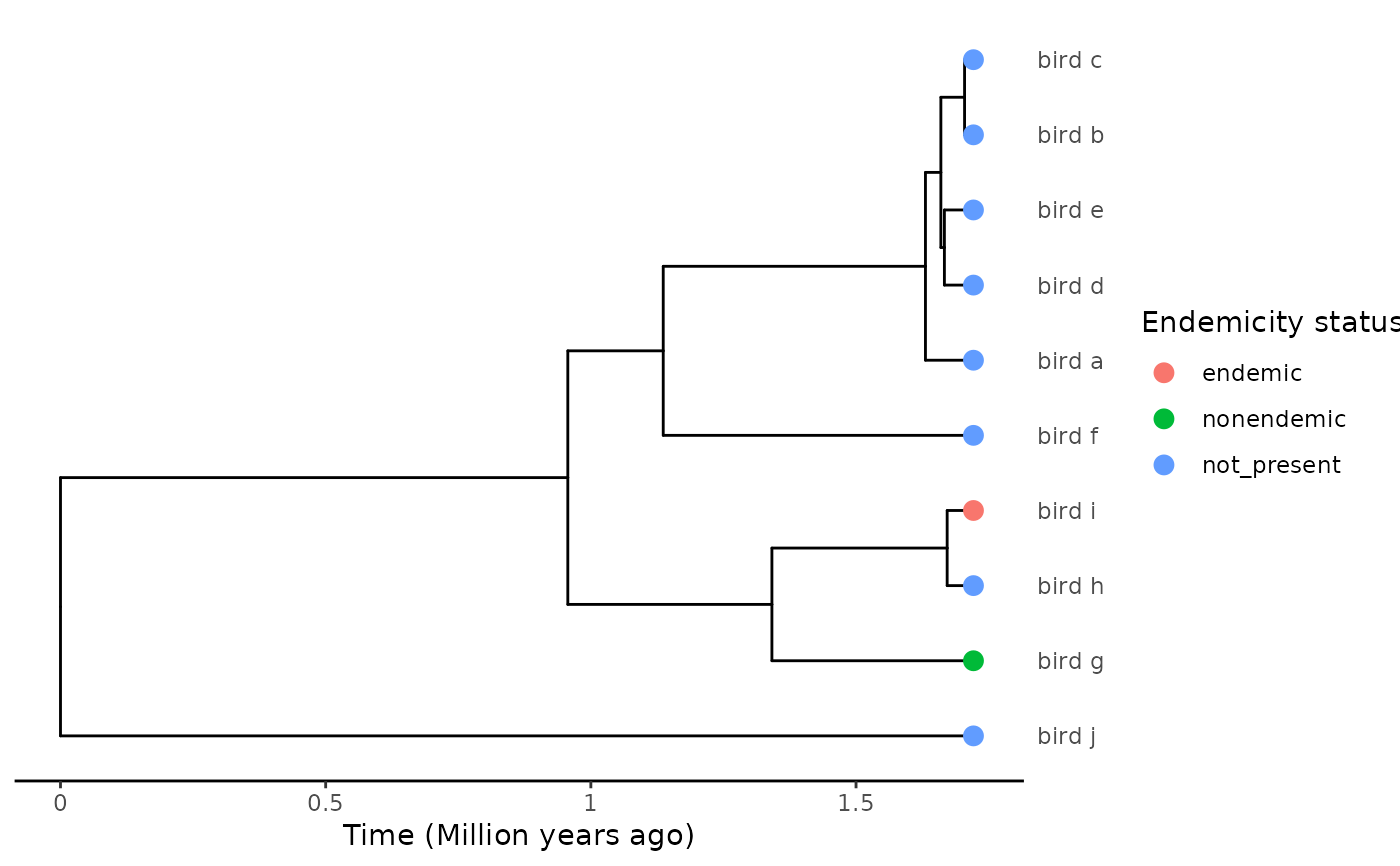 bird c
bird b
bird e
bird d
bird a
bird f
bird i
bird h
bird g
bird j
Endemicity status
endemic
nonendemic
not_present
0 0.5 1 1.5
Time (Million years ago)